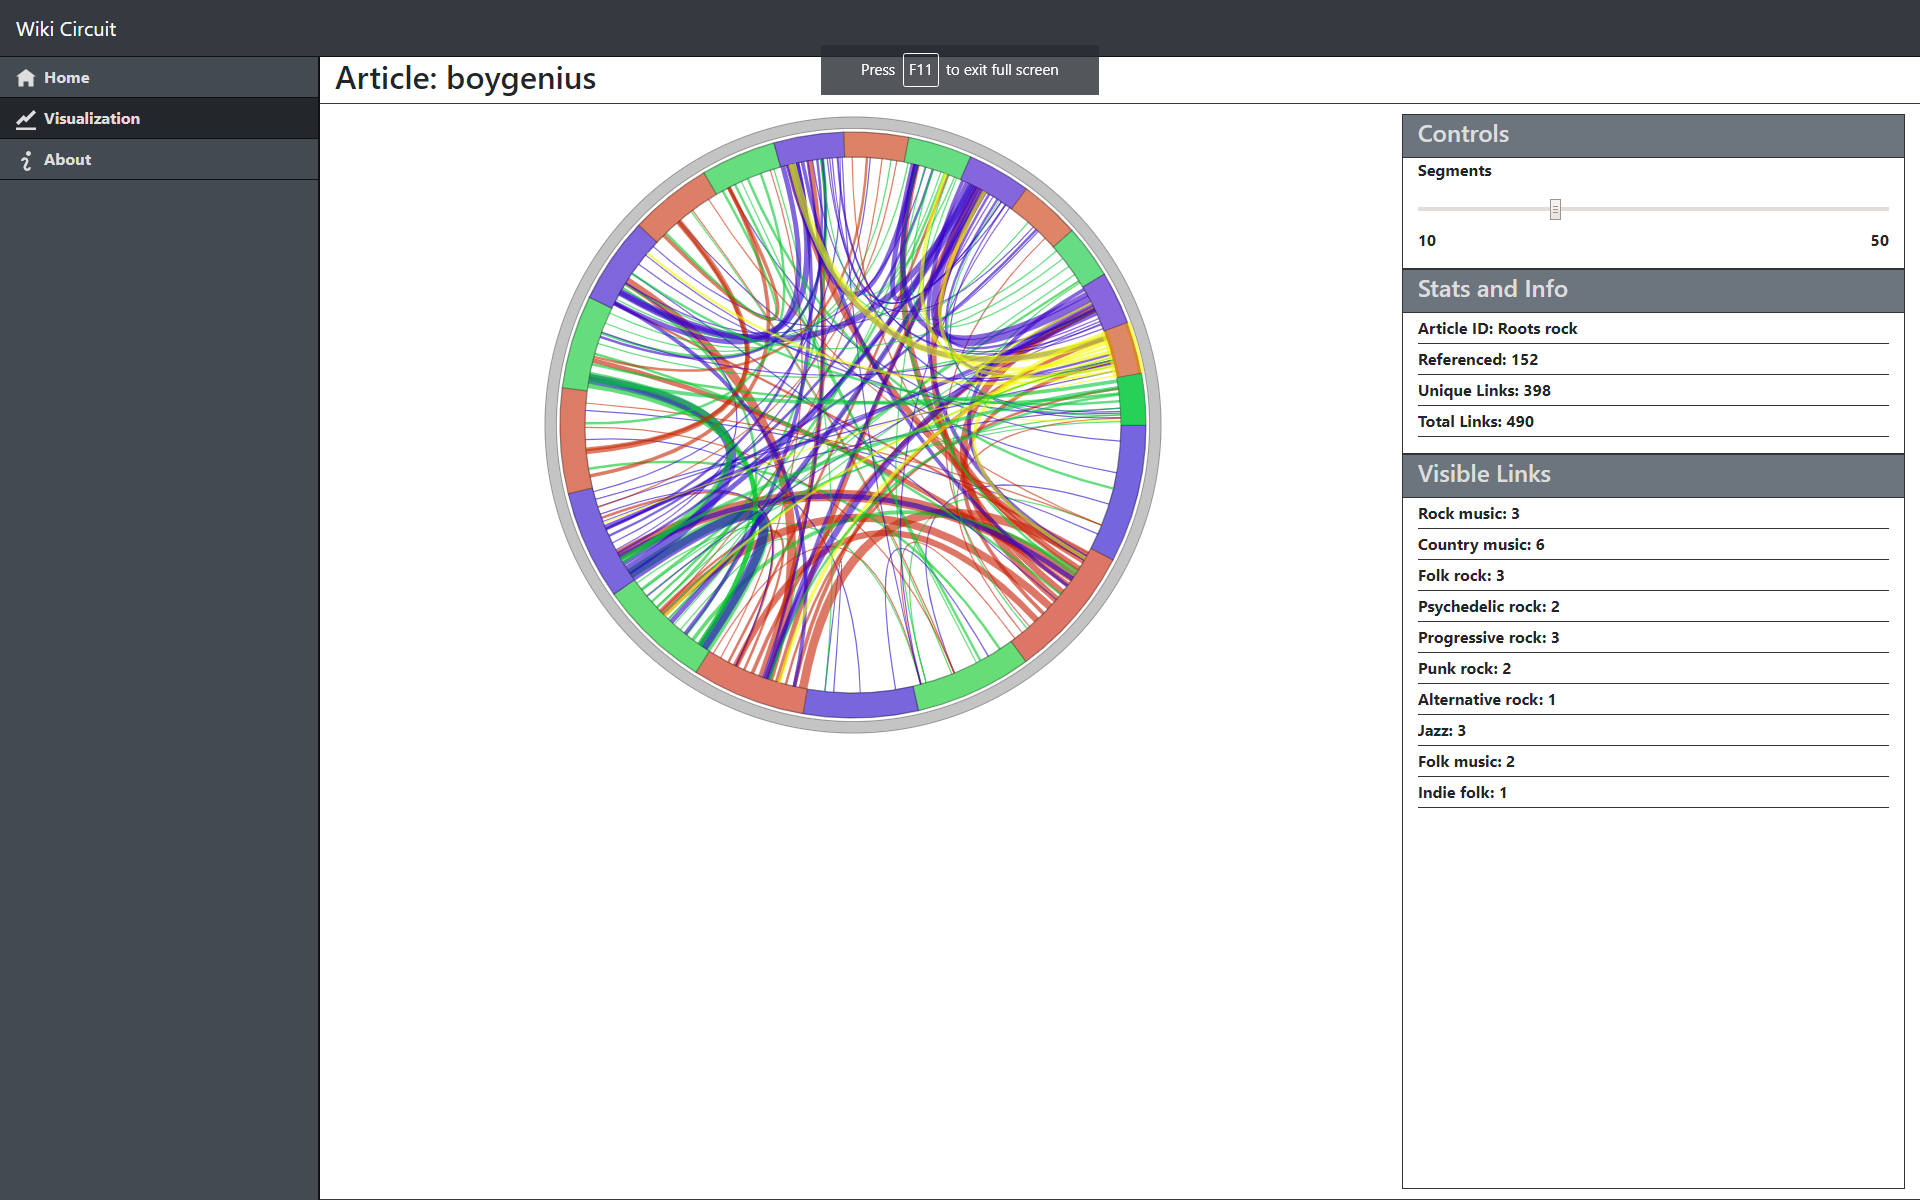 Wiki Circuit
Home
Visualization
About
Article: boygenius
Press F11 to exit full screen
Controls
Segments
10 50
Stats and Info
Article ID: Roots rock
Referenced: 152
Unique Links: 398
Total Links: 490
Visible Links
Rock music: 3
Country music: 6
Folk rock: 3
Psychedelic rock: 2
Progressive rock: 3
Punk rock: 2
Alternative rock: 1
Jazz: 3
Folk music: 2
Indie folk: 1